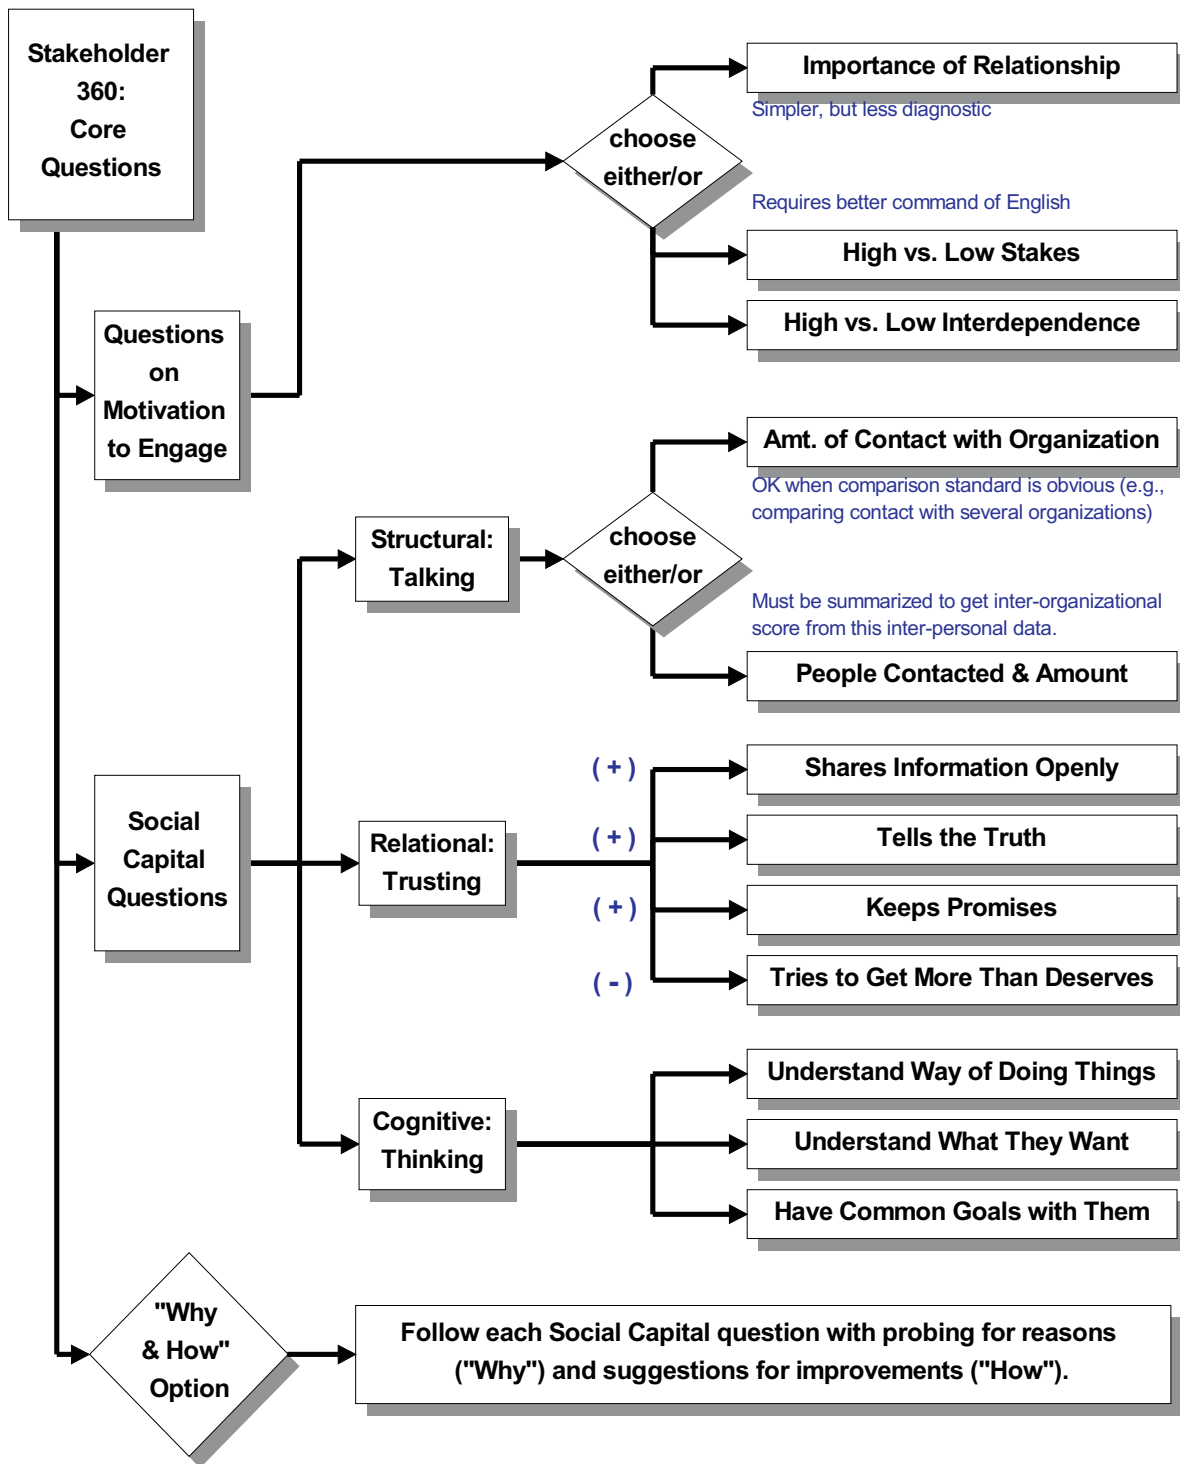 Stakeholder
360:
Core
Questions
Questions
on
Motivation
to Engage
choose
either/or
Importance of Relationship
Simpler, but less diagnostic
Requires better command of English
High vs. Low Stakes
High vs. Low Interdependence
Social
Capital
Questions
Structural:
Talking
choose
either/or
Amt. of Contact with Organization
OK when comparison standard is obvious (e.g.,
comparing contact with several organizations)
Must be summarized to get inter-organizational
score from this inter-personal data.
People Contacted & Amount
Relational:
Trusting
( + )
Shares Information Openly
( + )
Tells the Truth
( + )
Keeps Promises
( - )
Tries to Get More Than Deserves
Cognitive:
Thinking
Understand Way of Doing Things
Understand What They Want
Have Common Goals with Them
"Why
& How"
Option
Follow each Social Capital question with probing for reasons
("Why") and suggestions for improvements ("How").